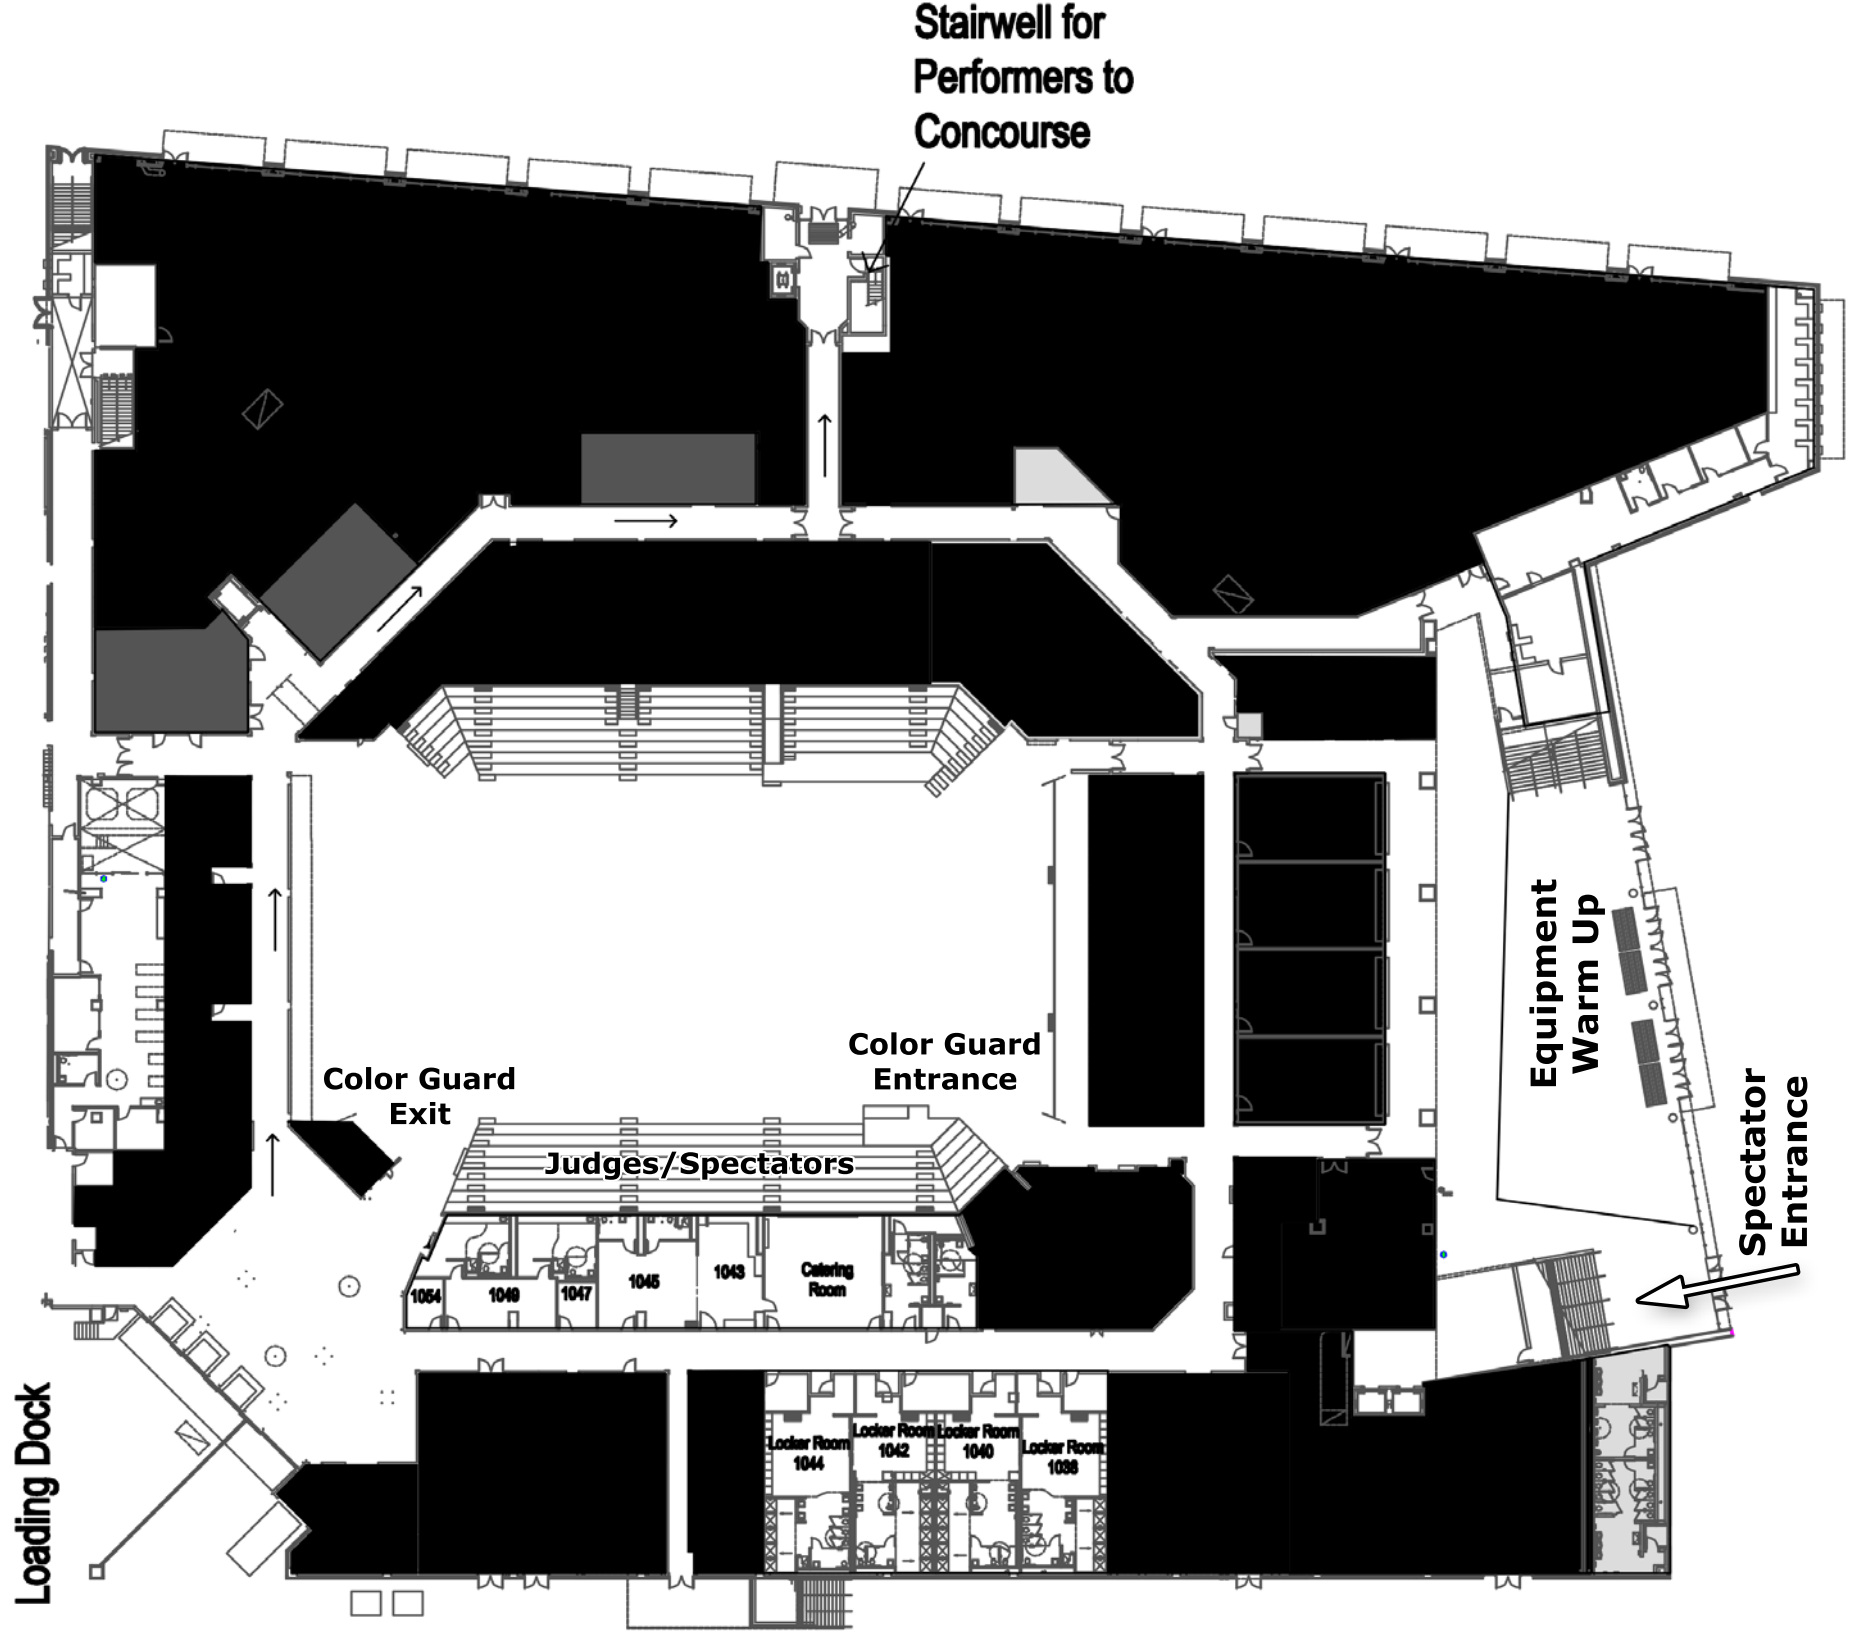 Stairwell for
Performers to
Concourse
Equipment
Warm Up
Color Guard
Entrance
Color Guard
Exit
Spectator
Entrance
Judges/Spectators
1054
1049
1047
1045
1043
Catering
Room
Loading Dock
Locker Room
1044
Locker Room
1042
Locker Room
1040
Locker Room
1038